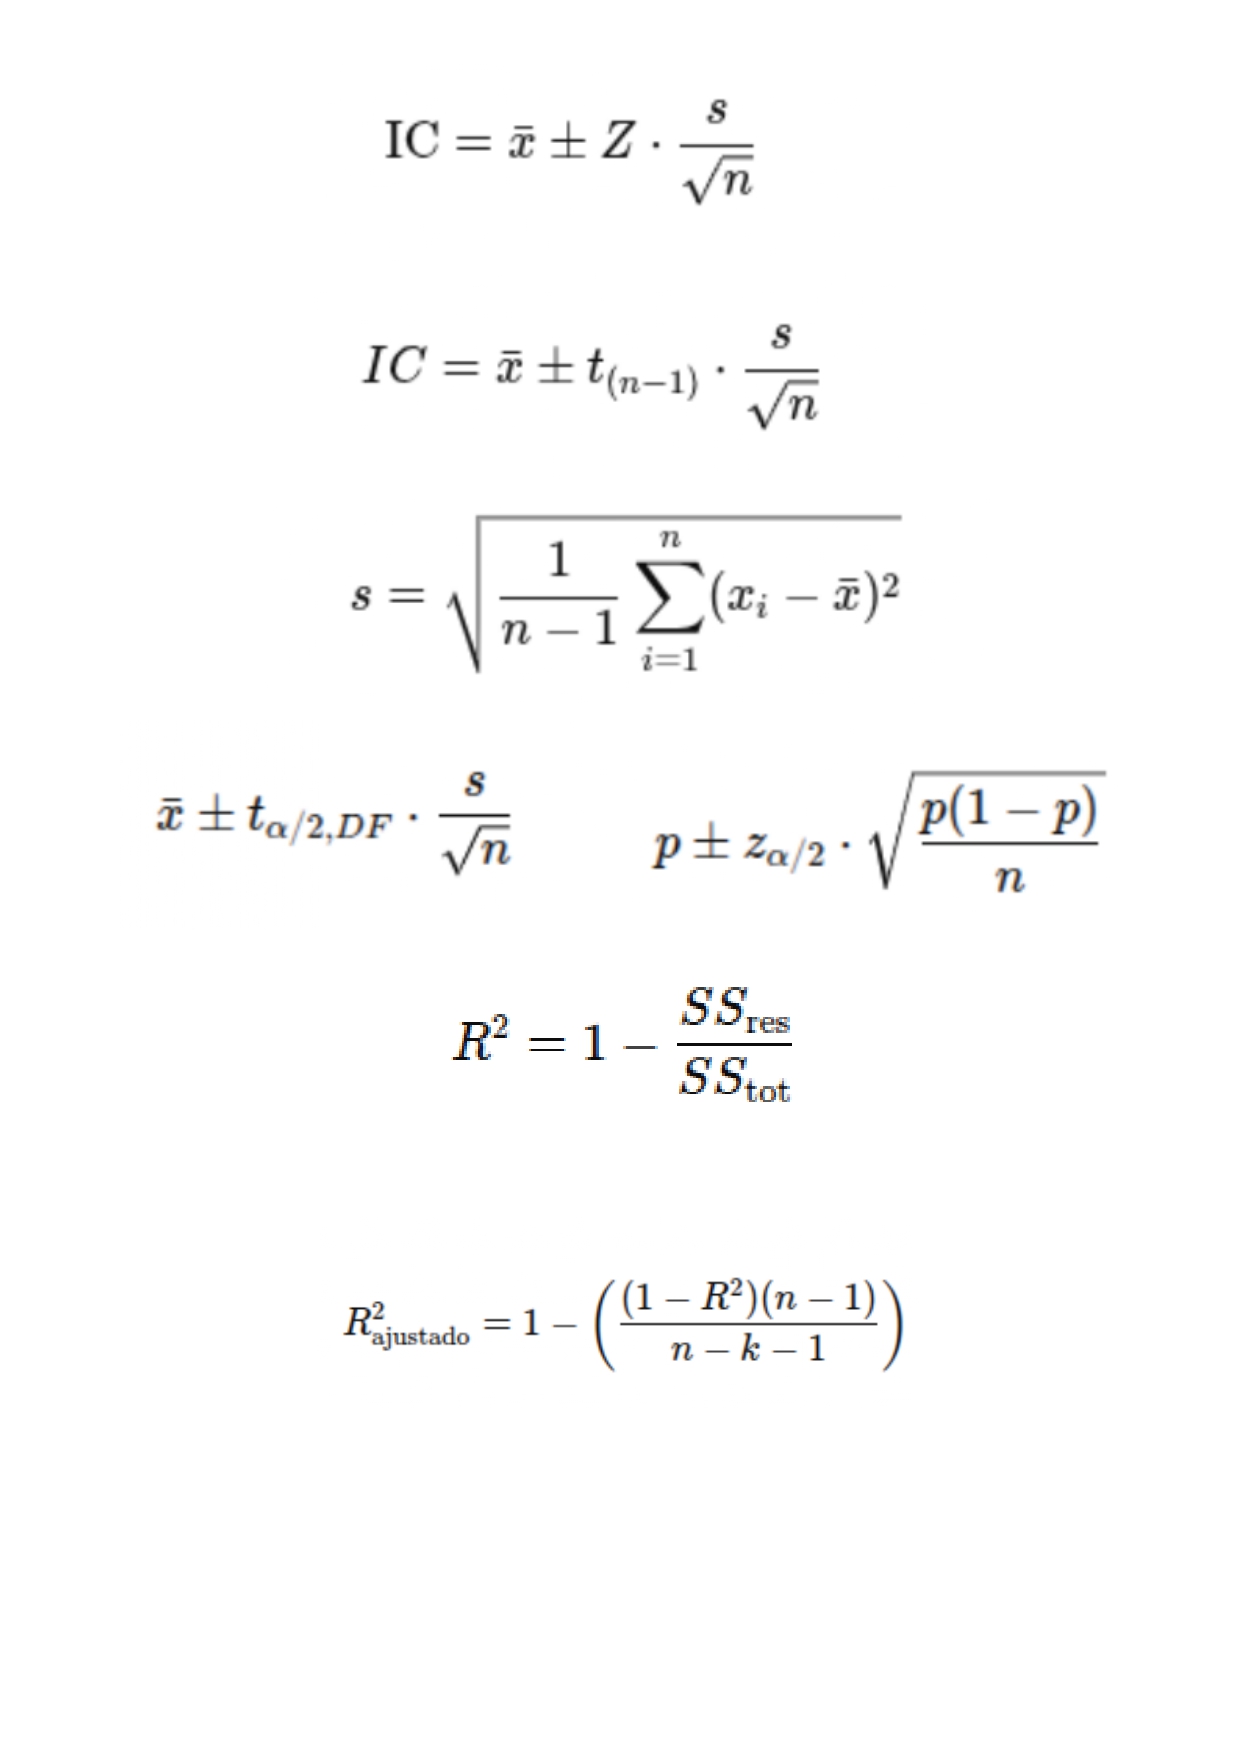 IC = x̄ ± Z · s/√n
IC = x̄ ± t₍ₙ₋₁₎ · s/√n
s = √(1/(n − 1) ∑ᵢ₌₁ⁿ (xᵢ − x̄)²)
x̄ ± t_{α/2,DF} · s/√n    p ± z_{α/2} · √(p(1 − p)/n)
R² = 1 − SS_res/SS_tot
R²_ajustado = 1 − ((1 − R²)(n − 1)/(n − k − 1))